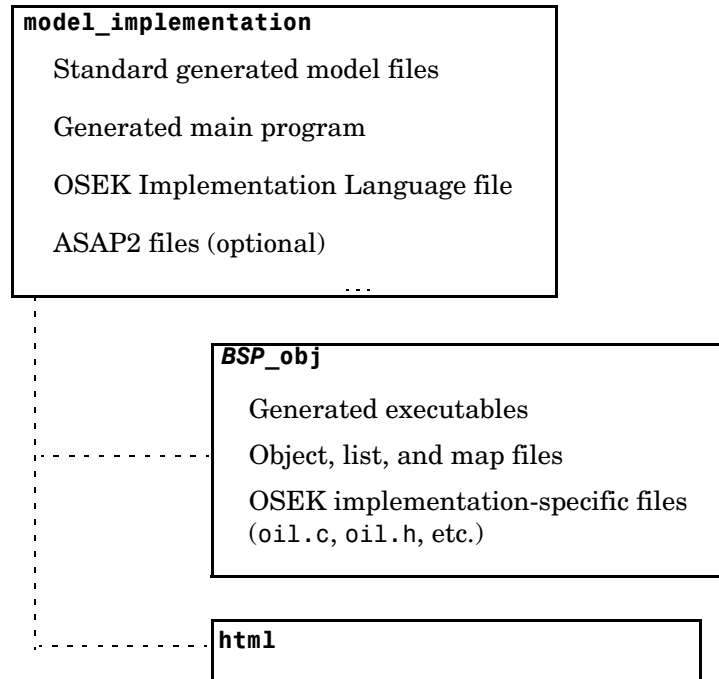 model_implementation
Standard generated model files
Generated main program
OSEK Implementation Language file
ASAP2 files (optional)
...
BSP_obj
Generated executables
Object, list, and map files
OSEK implementation-specific files
(oil.c, oil.h, etc.)
html